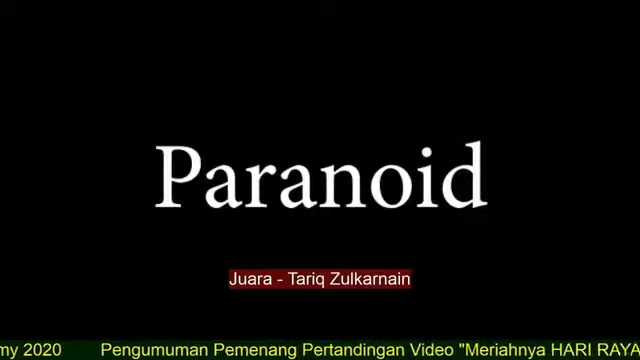 Paranoid
Juara - Tariq Zulkarnain
my 2020 Pengumuman Pemenang Pertandingan Video "Meriahnya HARI RAYA